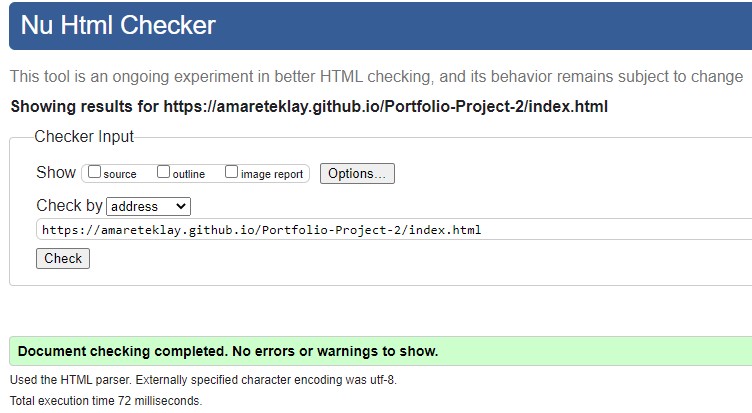 Nu Html Checker
This tool is an ongoing experiment in better HTML checking, and its behavior remains subject to change
Showing results for https://amareteklay.github.io/Portfolio-Project-2/index.html
Checker Input
Show source outline image report Options...
Check by address
https://amareteklay.github.io/Portfolio-Project-2/index.html
Check
Document checking completed. No errors or warnings to show.
Used the HTML parser. Externally specified character encoding was utf-8.
Total execution time 72 milliseconds.